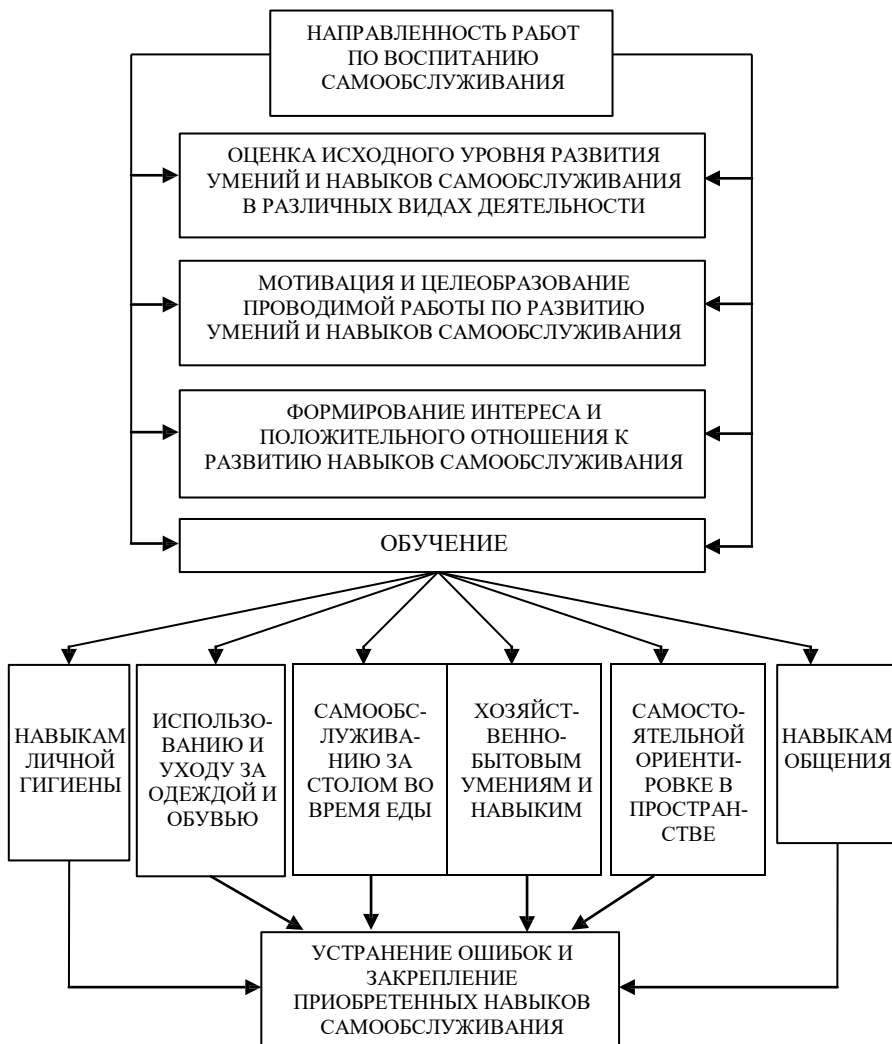 НАПРАВЛЕННОСТЬ РАБОТ
ПО ВОСПИТАНИЮ
САМООБСЛУЖИВАНИЯ
ОЦЕНКА ИСХОДНОГО УРОВНЯ РАЗВИТИЯ
УМЕНИЙ И НАВЫКОВ САМООБСЛУЖИВАНИЯ
В РАЗЛИЧНЫХ ВИДАХ ДЕЯТЕЛЬНОСТИ
МОТИВАЦИЯ И ЦЕЛЕОБРАЗОВАНИЕ
ПРОВОДИМОЙ РАБОТЫ ПО РАЗВИТИЮ
УМЕНИЙ И НАВЫКОВ САМООБСЛУЖИВАНИЯ
ФОРМИРОВАНИЕ ИНТЕРЕСА И
ПОЛОЖИТЕЛЬНОГО ОТНОШЕНИЯ К
РАЗВИТИЮ НАВЫКОВ САМООБСЛУЖИВАНИЯ
ОБУЧЕНИЕ
НАВЫКАМ
ЛИЧНОЙ
ГИГИЕНЫ
ИСПОЛЬЗО-
ВАНИЮ И
УХОДУ ЗА
ОДЕЖДОЙ И
ОБУВЬЮ
САМООБС-
ЛУЖИВА-
НИЮ ЗА
СТОЛОМ ВО
ВРЕМЯ ЕДЫ
ХОЗЯЙСТ-
ВЕННО-
БЫТОВЫМ
УМЕНИЯМ И
НАВЫКИМ
САМОСТО-
ЯТЕЛЬНОЙ
ОРИЕНТИ-
РОВКЕ В
ПРОСТРАН-
СТВЕ
НАВЫКАМ
ОБЩЕНИЯ
УСТРАНЕНИЕ ОШИБОК И
ЗАКРЕПЛЕНИЕ
ПРИОБРЕТЕННЫХ НАВЫКОВ
САМООБСЛУЖИВАНИЯ